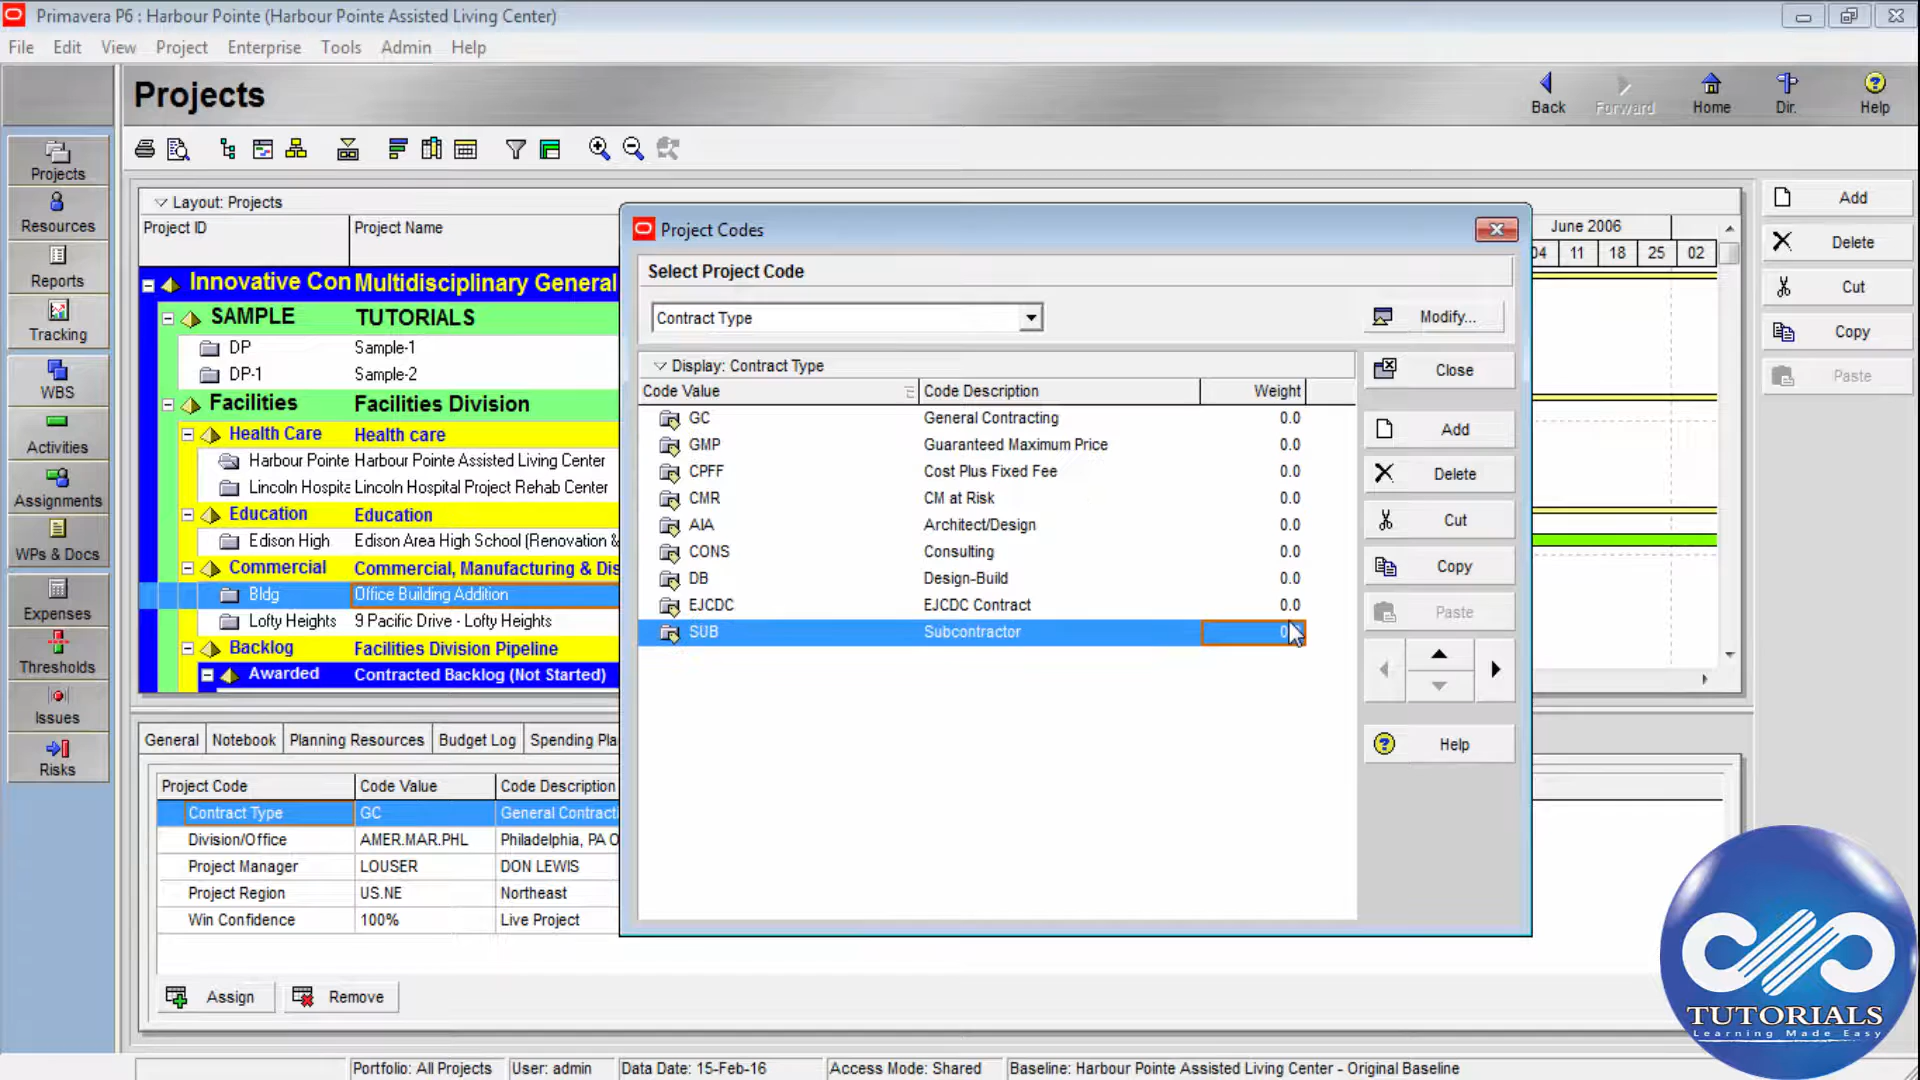 Primavera P6 : Harbour Pointe (Harbour Pointe Assisted Living Center)
File Edit View Project Enterprise Tools Admin Help
Projects
Back Forward Home Dir. Help
Projects
Resources
Reports
Tracking
WBS
Activities
Assignments
WPs & Docs
Expenses
Thresholds
Issues
Risks
Layout: Projects
Project ID Project Name
Innovative Con Multidisciplinary General
SAMPLE TUTORIALS
DP Sample-1
DP-1 Sample-2
Facilities Facilities Division
Health Care Health care
Harbour Pointe Harbour Pointe Assisted Living Center
Lincoln Hospita Lincoln Hospital Project Rehab Center
Education Education
Edison High Edison Area High School (Renovation &
Commercial Commercial, Manufacturing & Dis
Bldg Office Building Addition
Lofty Heights 9 Pacific Drive - Lofty Heights
Backlog Facilities Division Pipeline
Awarded Contracted Backlog (Not Started)
June 2006
04 11 18 25 02
Add
Delete
Cut
Copy
Paste
Project Codes
Select Project Code
Contract Type
Modify...
Display: Contract Type
Code Value Code Description Weight
GC General Contracting 0.0
GMP Guaranteed Maximum Price 0.0
CPFF Cost Plus Fixed Fee 0.0
CMR CM at Risk 0.0
AIA Architect/Design 0.0
CONS Consulting 0.0
DB Design-Build 0.0
EJCDC EJCDC Contract 0.0
SUB Subcontractor
Close
Add
Delete
Cut
Copy
Paste
Help
General Notebook Planning Resources Budget Log Spending Pla
Project Code Code Value Code Description
Contract Type GC General Contracti
Division/Office AMER.MAR.PHL Philadelphia, PA O
Project Manager LOUSER DON LEWIS
Project Region US.NE Northeast
Win Confidence 100% Live Project
Assign Remove
TUTORIALS
Learning Made Easy
Portfolio: All Projects User: admin Data Date: 15-Feb-16 Access Mode: Shared Baseline: Harbour Pointe Assisted Living Center - Original Baseline